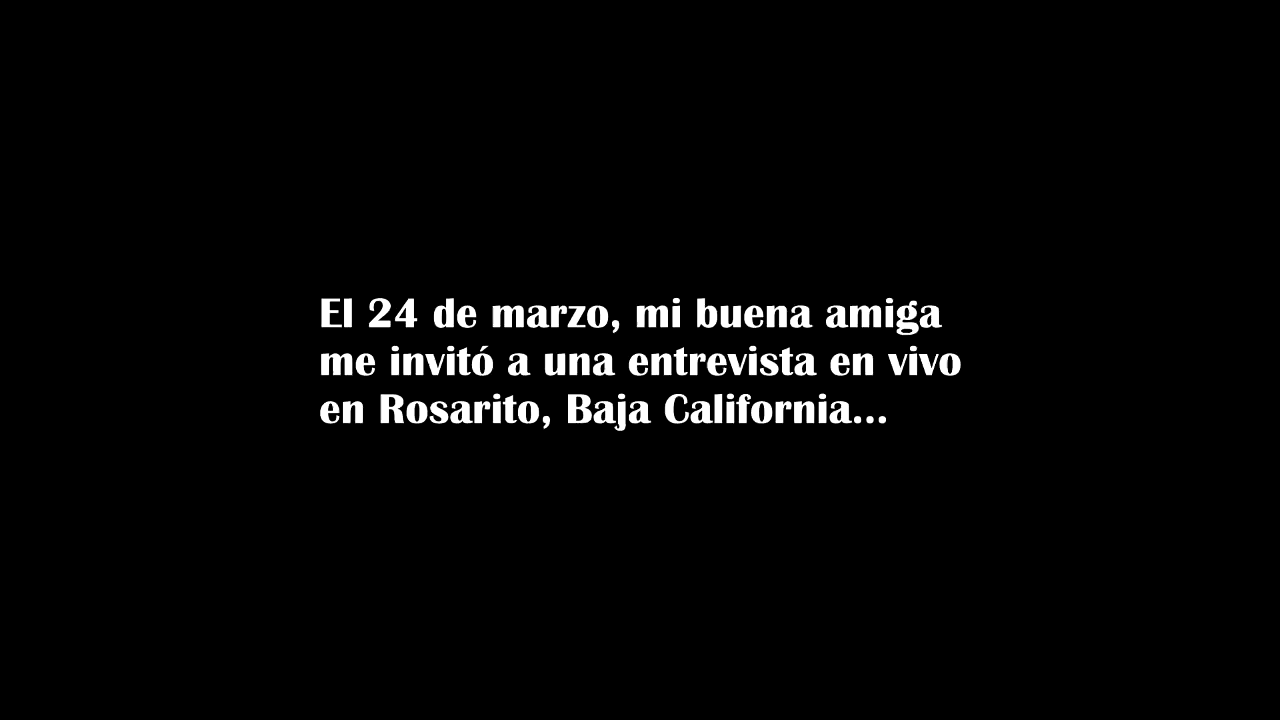 El 24 de marzo, mi buena amiga
me invitó a una entrevista en vivo
en Rosarito, Baja California...